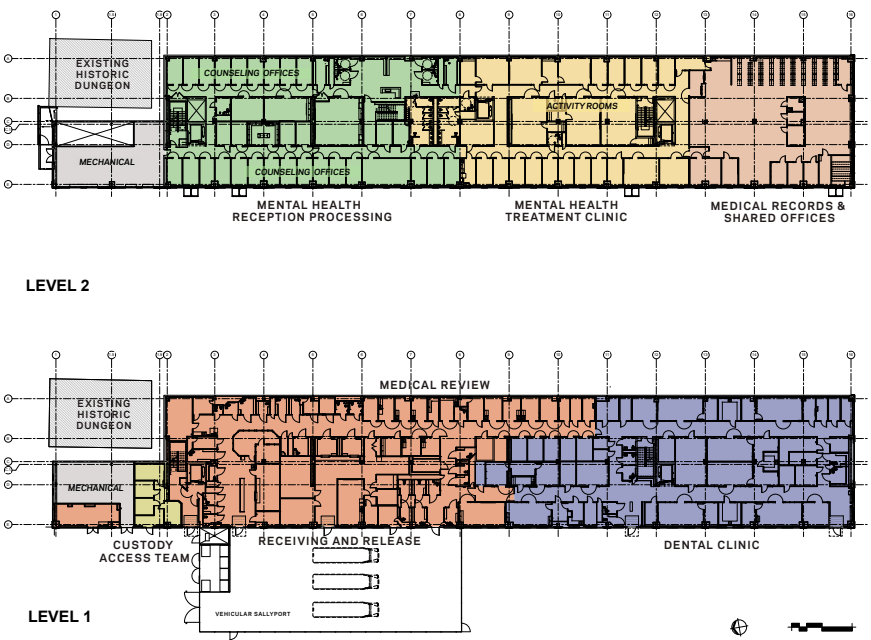 EXISTING
HISTORIC
DUNGEON
COUNSELING OFFICES
ACTIVITY ROOMS
MECHANICAL
COUNSELING OFFICES
MENTAL HEALTH
RECEPTION PROCESSING
MENTAL HEALTH
TREATMENT CLINIC
MEDICAL RECORDS &
SHARED OFFICES
LEVEL 2
MEDICAL REVIEW
EXISTING
HISTORIC
DUNGEON
MECHANICAL
CUSTODY
ACCESS TEAM
RECEIVING AND RELEASE
DENTAL CLINIC
VEHICULAR SALLYPORT
LEVEL 1